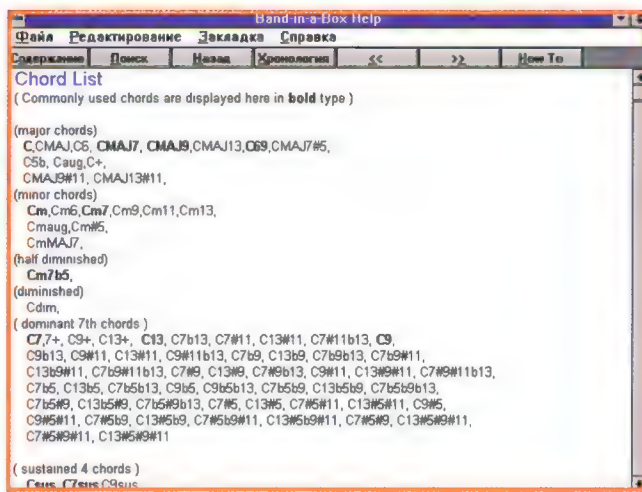 Band-in-a-Box Help
Файл Редактирование Закладка Справка
Содержание Поиск Назад Хронология << >> How To
Chord List
( Commonly used chords are displayed here in bold type )
(major chords)
C,CMAJ,C6, CMAJ7, CMAJ9,CMAJ13,C69,CMAJ7#5,
C5b, Caug,C+,
CMAJ9#11, CMAJ13#11,
(minor chords)
Cm,Cm6,Cm7,Cm9,Cm11,Cm13,
Cmaug,Cm#5,
CmMAJ7,
(half diminished)
Cm7b5,
(diminished)
Cdim,
( dominant 7th chords )
C7,7+, C9+, C13+, C13, C7b13, C7#11, C13#11, C7#11b13, C9,
C9b13, C9#11, C13#11, C9#11b13, C7b9, C13b9, C7b9b13, C7b9#11,
C13b9#11, C7b9#11b13, C7#9, C13#9, C7#9b13, C9#11, C13#9#11, C7#9#11b13,
C7b5, C13b5, C7b5b13, C9b5, C9b5b13, C7b5b9, C13b5b9, C7b5b9b13,
C7b5#9, C13b5#9, C7b5#9b13, C7#5, C13#5, C7#5#11, C13#5#11, C9#5,
C9#5#11, C7#5b9, C13#5b9, C7#5b9#11, C13#5b9#11, C7#5#9, C13#5#9#11,
C7#5#9#11, C13#5#9#11
( sustained 4 chords )
Csus, C7sus,C9sus